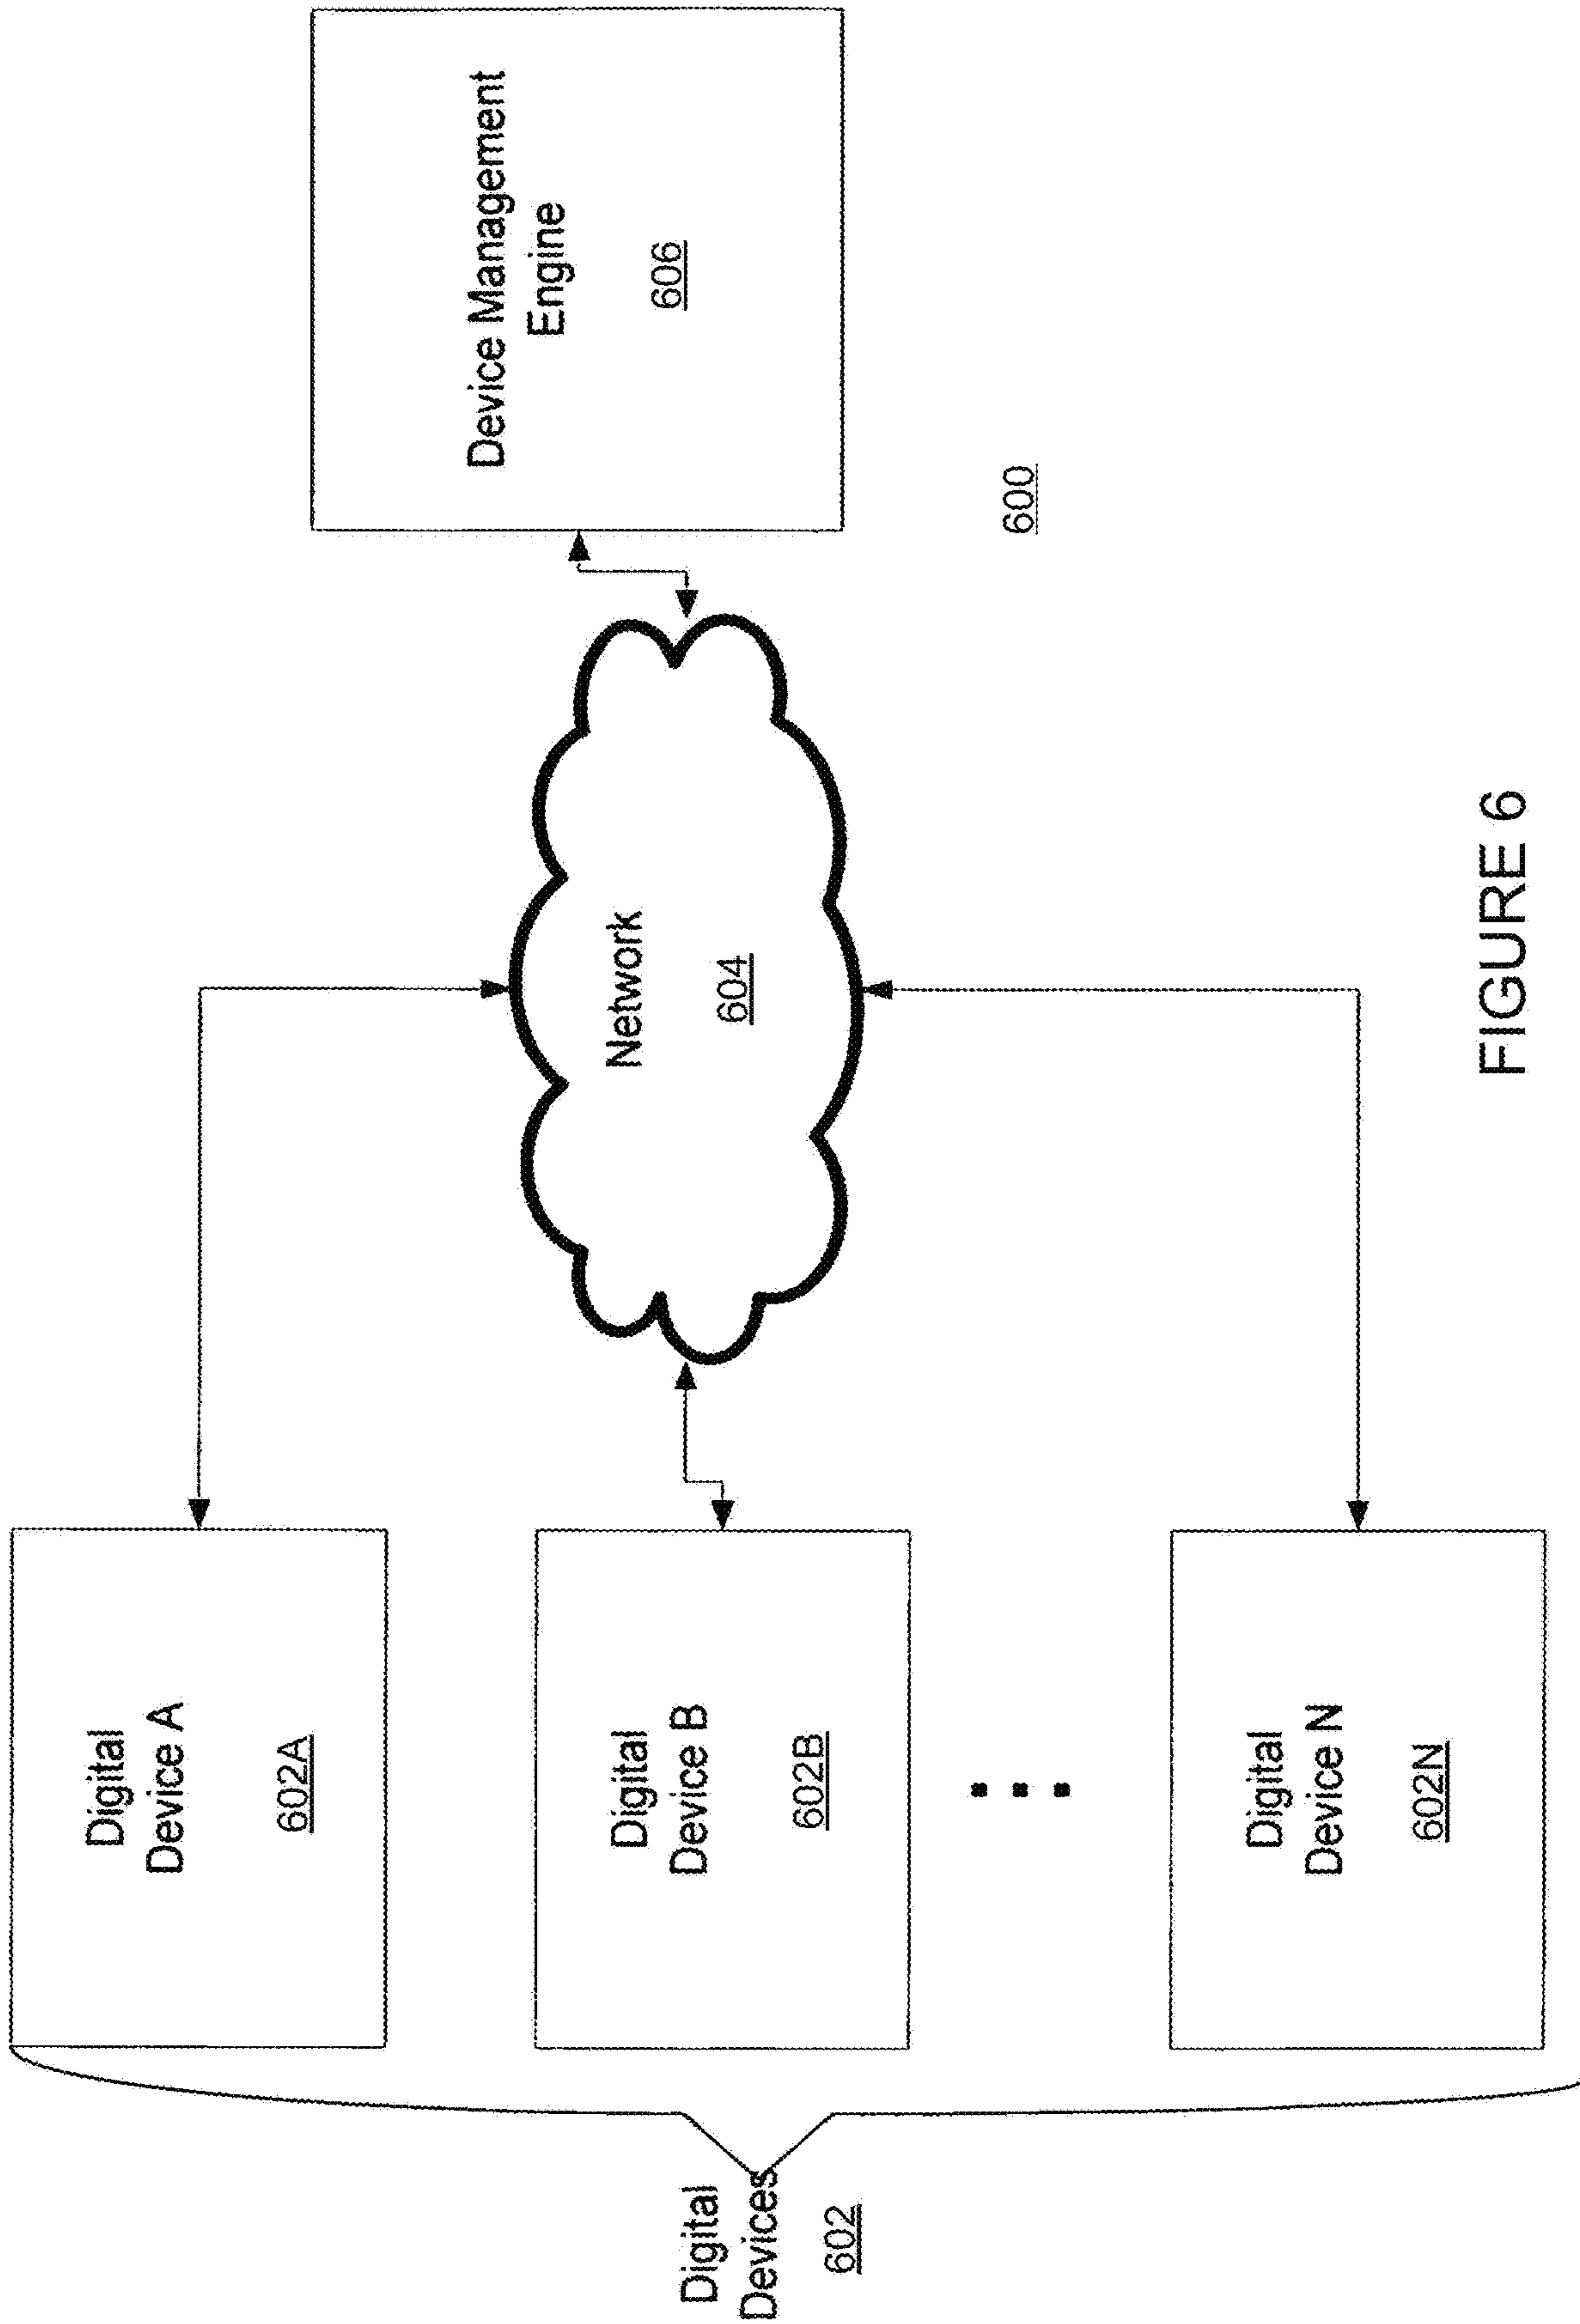 Digital
Devices
602
Digital
Device A
602A
Digital
Device B
602B
Digital
Device N
602N
Network
604
Device Management
Engine
606
600
FIGURE 6